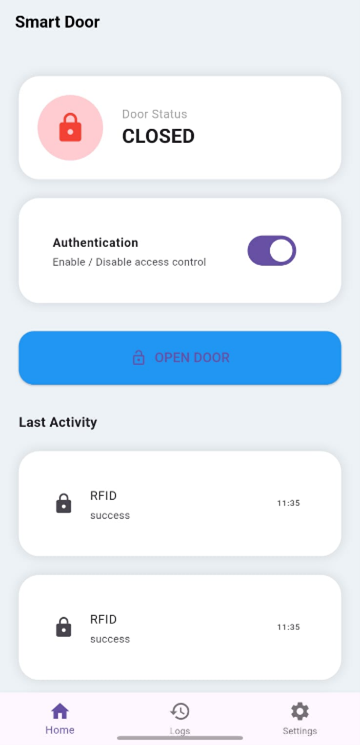 Smart Door
Door Status
CLOSED
Authentication
Enable / Disable access control
OPEN DOOR
Last Activity
RFID
11:35
success
RFID
11:35
success
Home
Logs
Settings